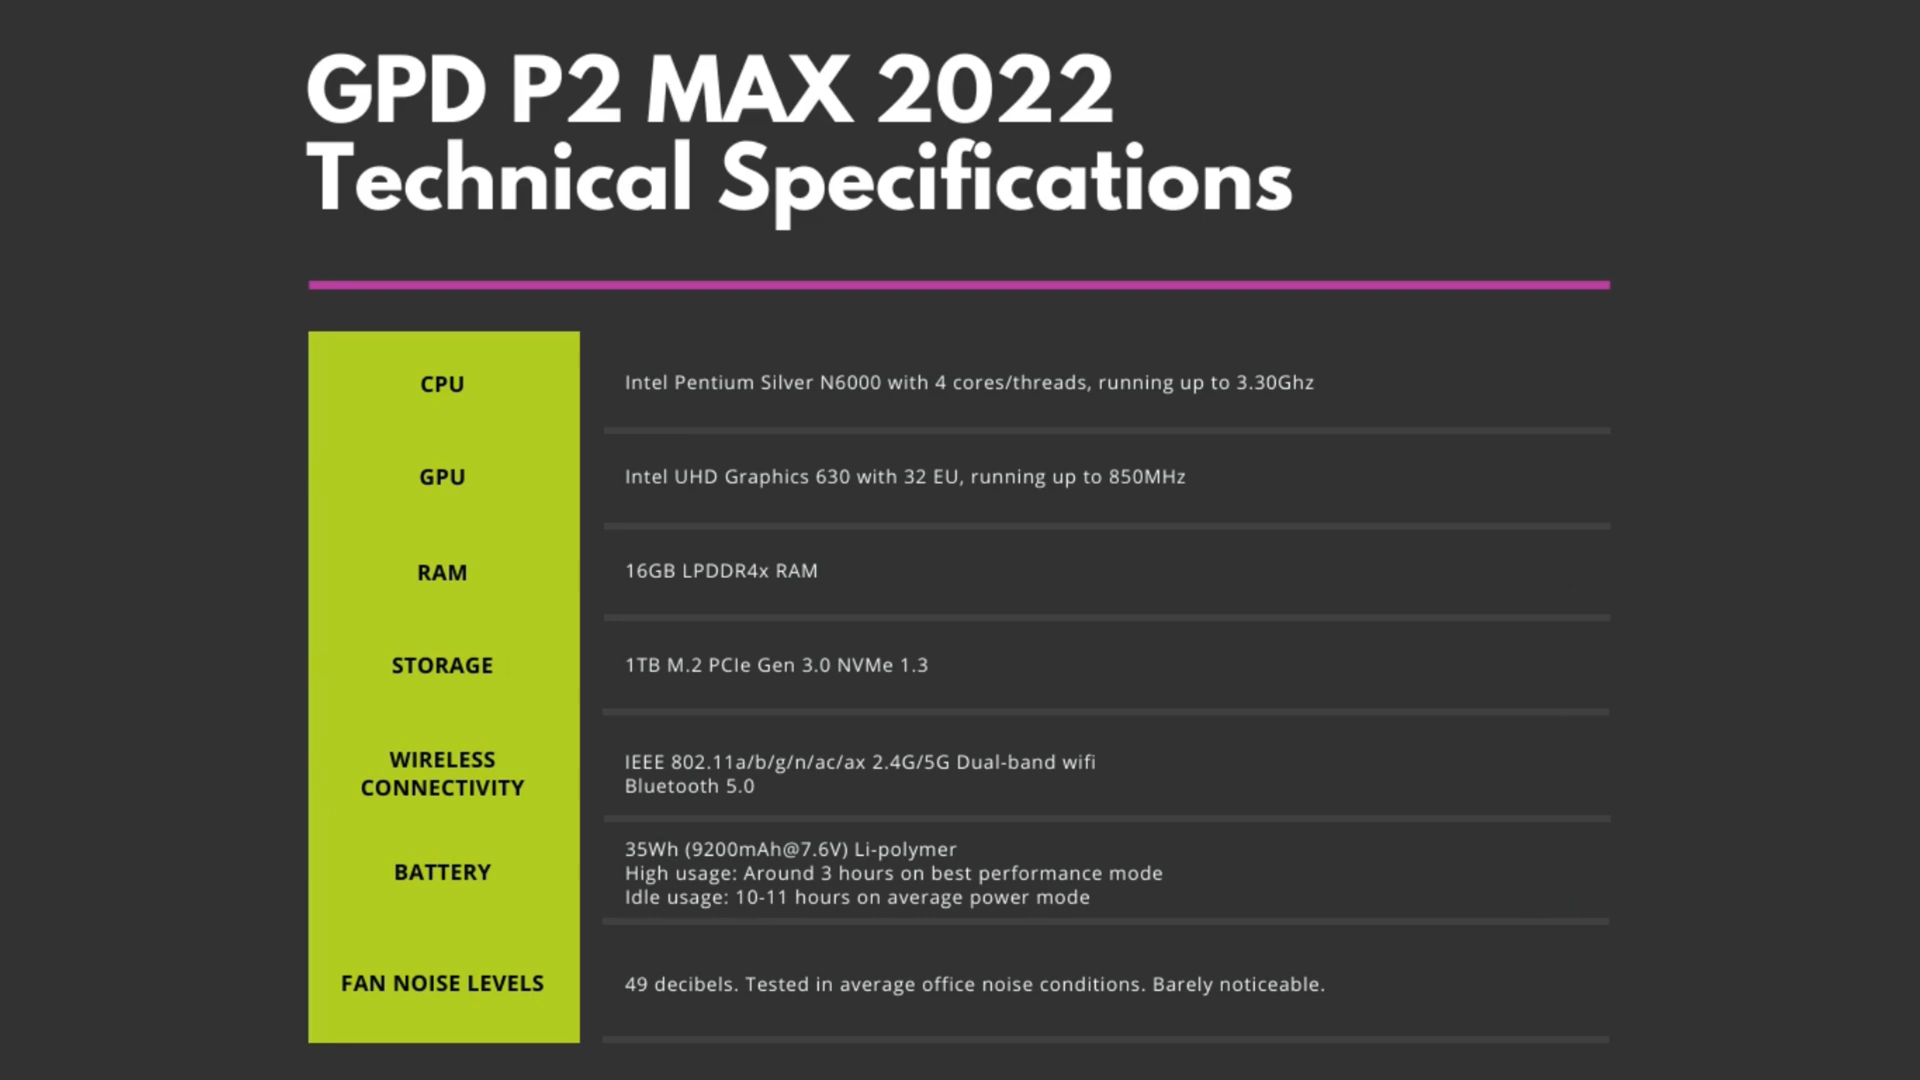 GPD P2 MAX 2022
Technical Specifications
CPU
Intel Pentium Silver N6000 with 4 cores/threads, running up to 3.30Ghz
GPU
Intel UHD Graphics 630 with 32 EU, running up to 850MHz
RAM
16GB LPDDR4x RAM
STORAGE
1TB M.2 PCIe Gen 3.0 NVMe 1.3
WIRELESS
CONNECTIVITY
IEEE 802.11a/b/g/n/ac/ax 2.4G/5G Dual-band wifi
Bluetooth 5.0
BATTERY
35Wh (9200mAh@7.6V) Li-polymer
High usage: Around 3 hours on best performance mode
Idle usage: 10-11 hours on average power mode
FAN NOISE LEVELS
49 decibels. Tested in average office noise conditions. Barely noticeable.